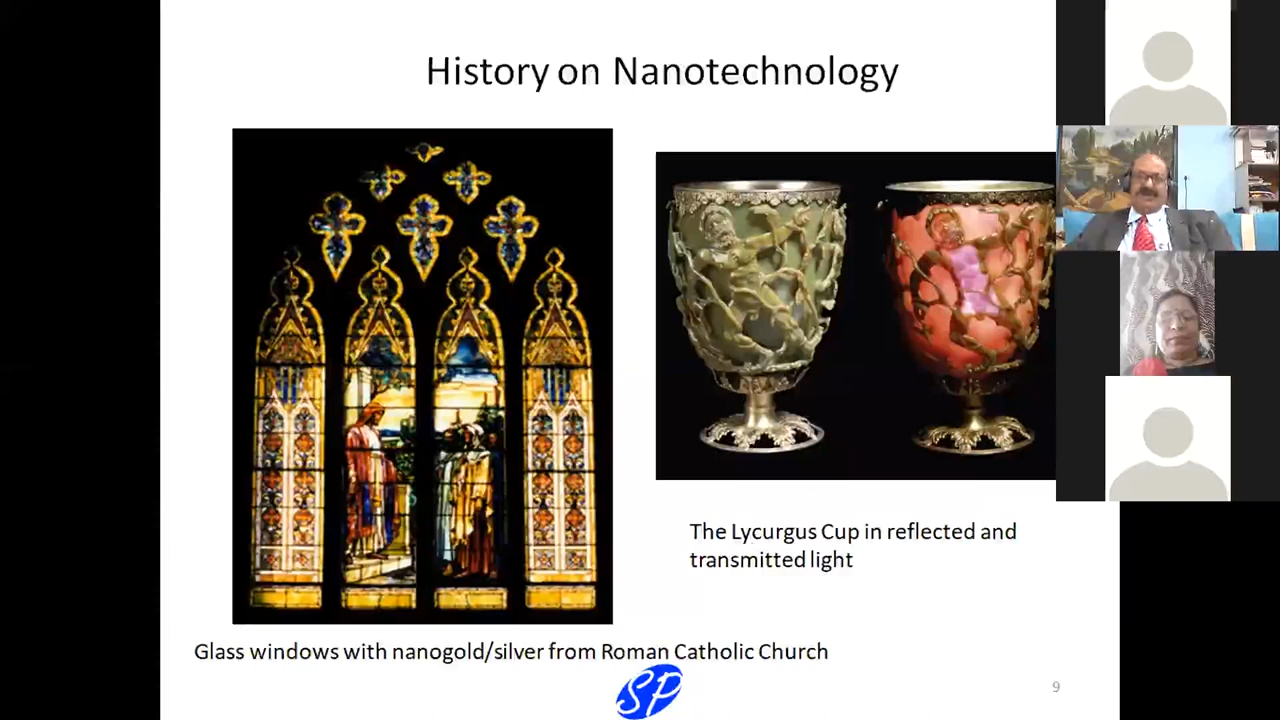 History on Nanotechnology
The Lycurgus Cup in reflected and
transmitted light
Glass windows with nanogold/silver from Roman Catholic Church
SP
9